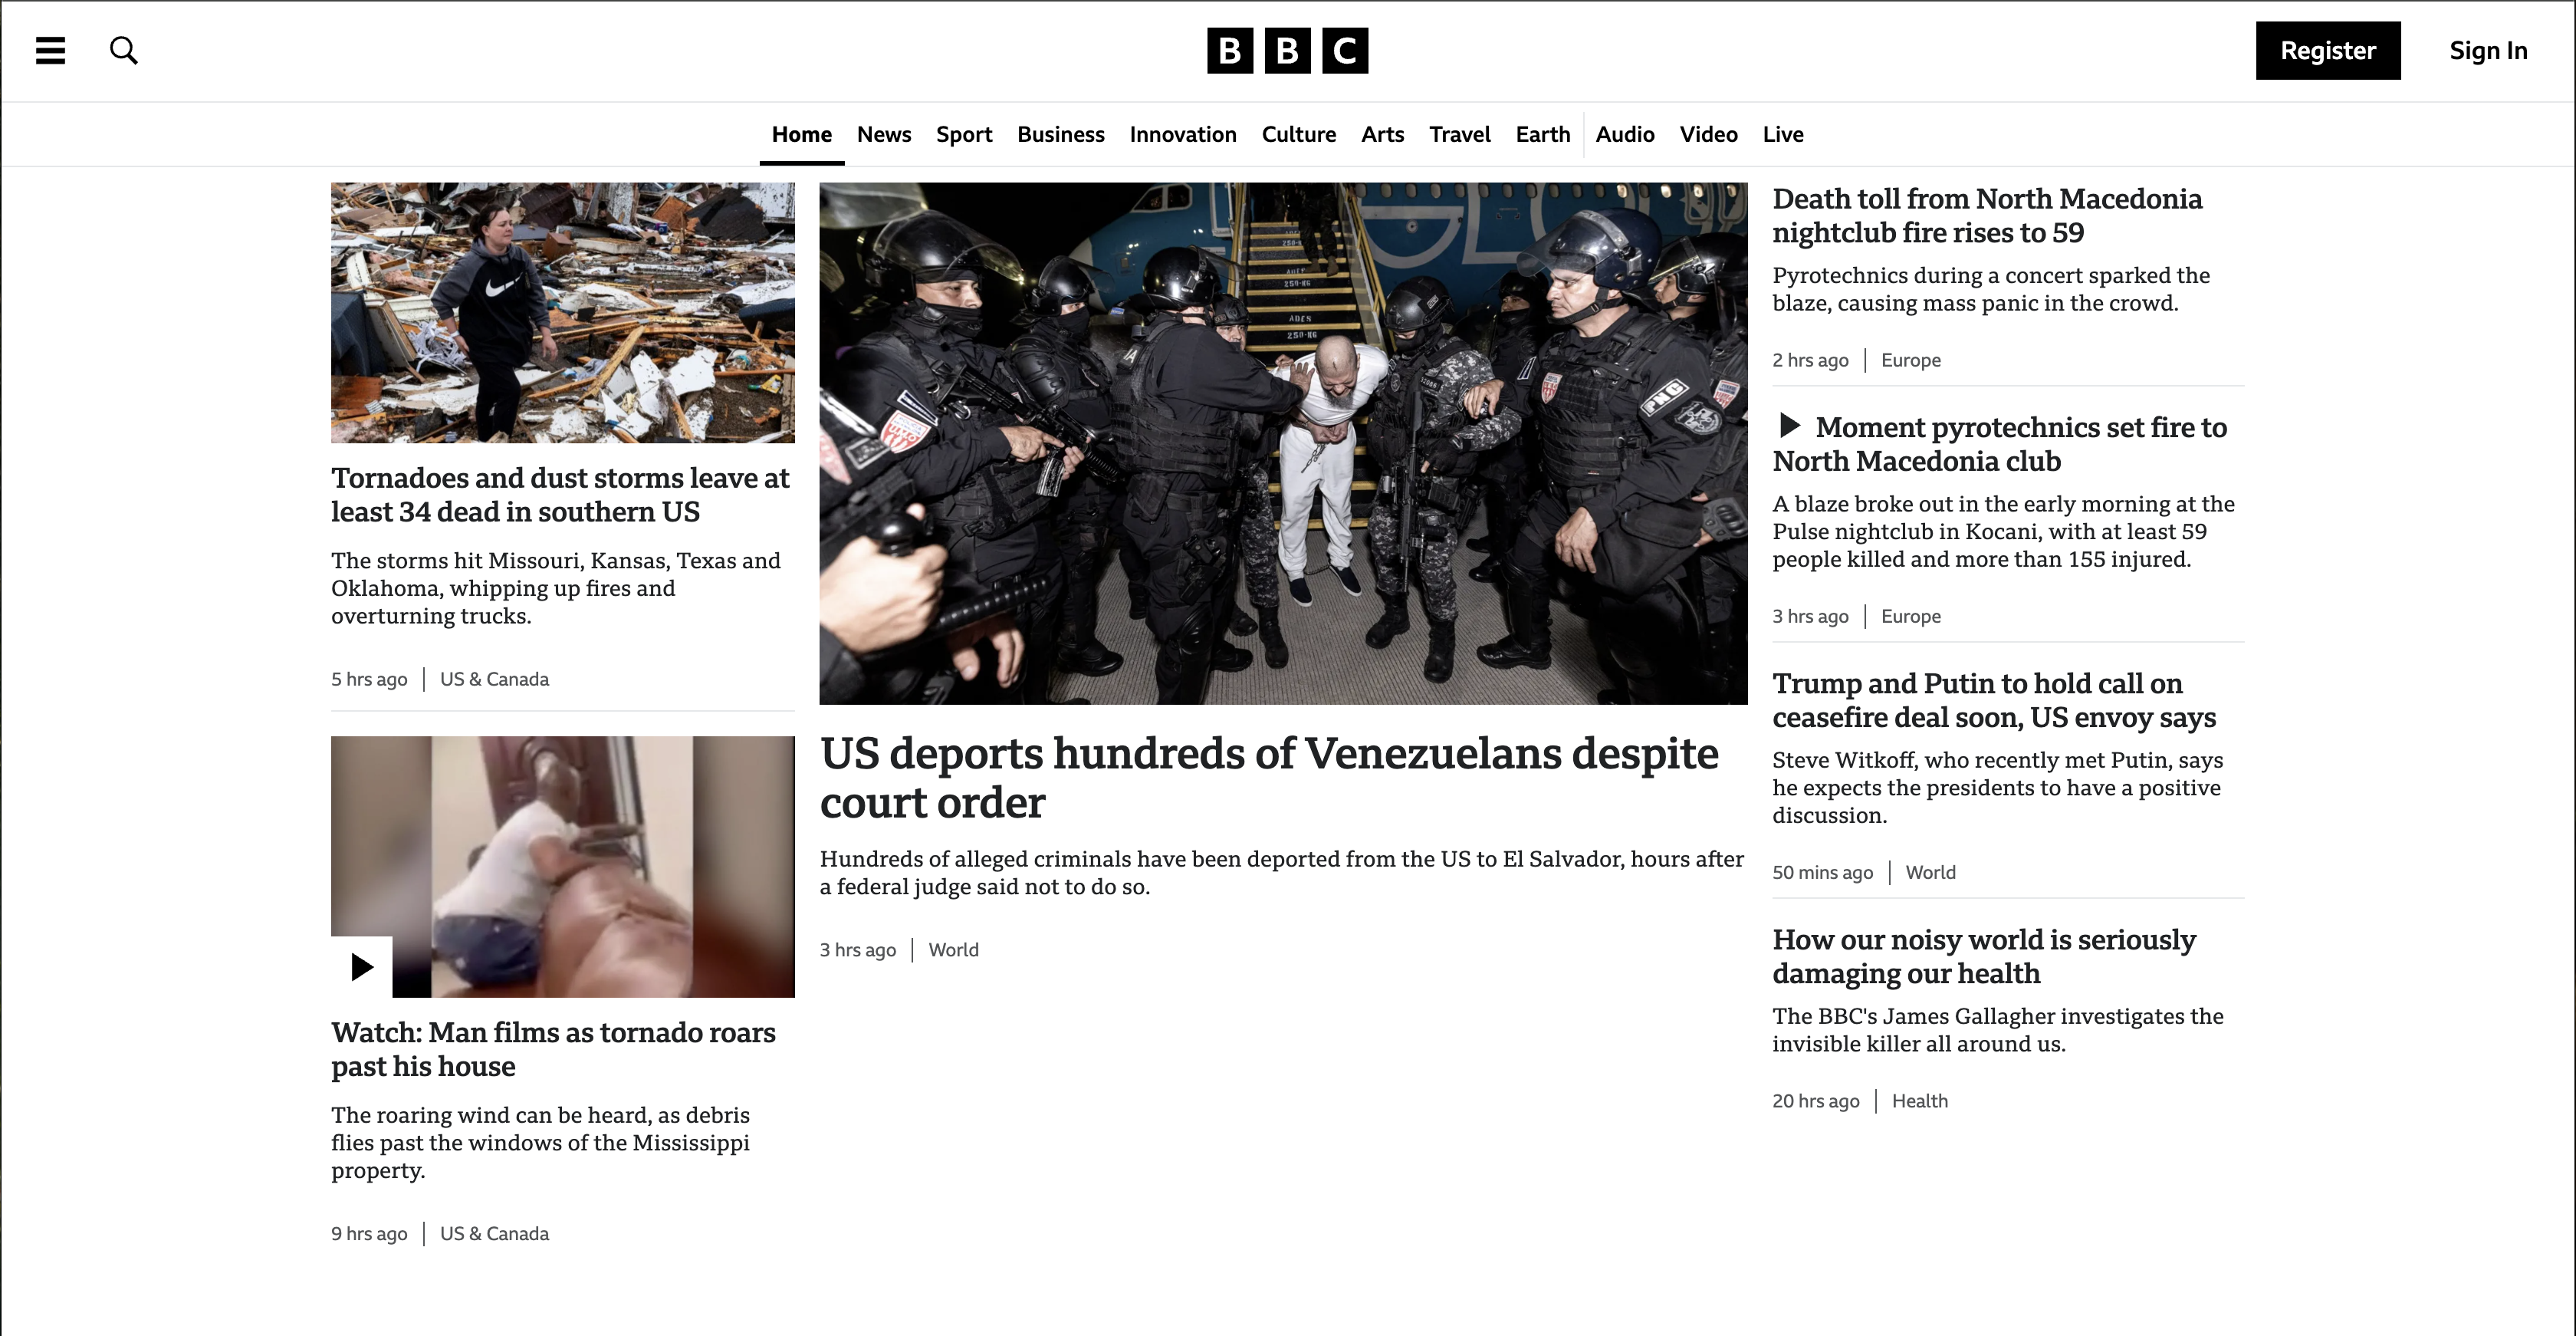 BBC
Register
Sign In
Home News Sport Business Innovation Culture Arts Travel Earth Audio Video Live
Tornadoes and dust storms leave at
least 34 dead in southern US
The storms hit Missouri, Kansas, Texas and
Oklahoma, whipping up fires and
overturning trucks.
5 hrs ago | US & Canada
Watch: Man films as tornado roars
past his house
The roaring wind can be heard, as debris
flies past the windows of the Mississippi
property.
9 hrs ago | US & Canada
250-KG
ADES
250-KG
PNC
US deports hundreds of Venezuelans despite
court order
Hundreds of alleged criminals have been deported from the US to El Salvador, hours after
a federal judge said not to do so.
3 hrs ago | World
Death toll from North Macedonia
nightclub fire rises to 59
Pyrotechnics during a concert sparked the
blaze, causing mass panic in the crowd.
2 hrs ago | Europe
Moment pyrotechnics set fire to
North Macedonia club
A blaze broke out in the early morning at the
Pulse nightclub in Kocani, with at least 59
people killed and more than 155 injured.
3 hrs ago | Europe
Trump and Putin to hold call on
ceasefire deal soon, US envoy says
Steve Witkoff, who recently met Putin, says
he expects the presidents to have a positive
discussion.
50 mins ago | World
How our noisy world is seriously
damaging our health
The BBC's James Gallagher investigates the
invisible killer all around us.
20 hrs ago | Health